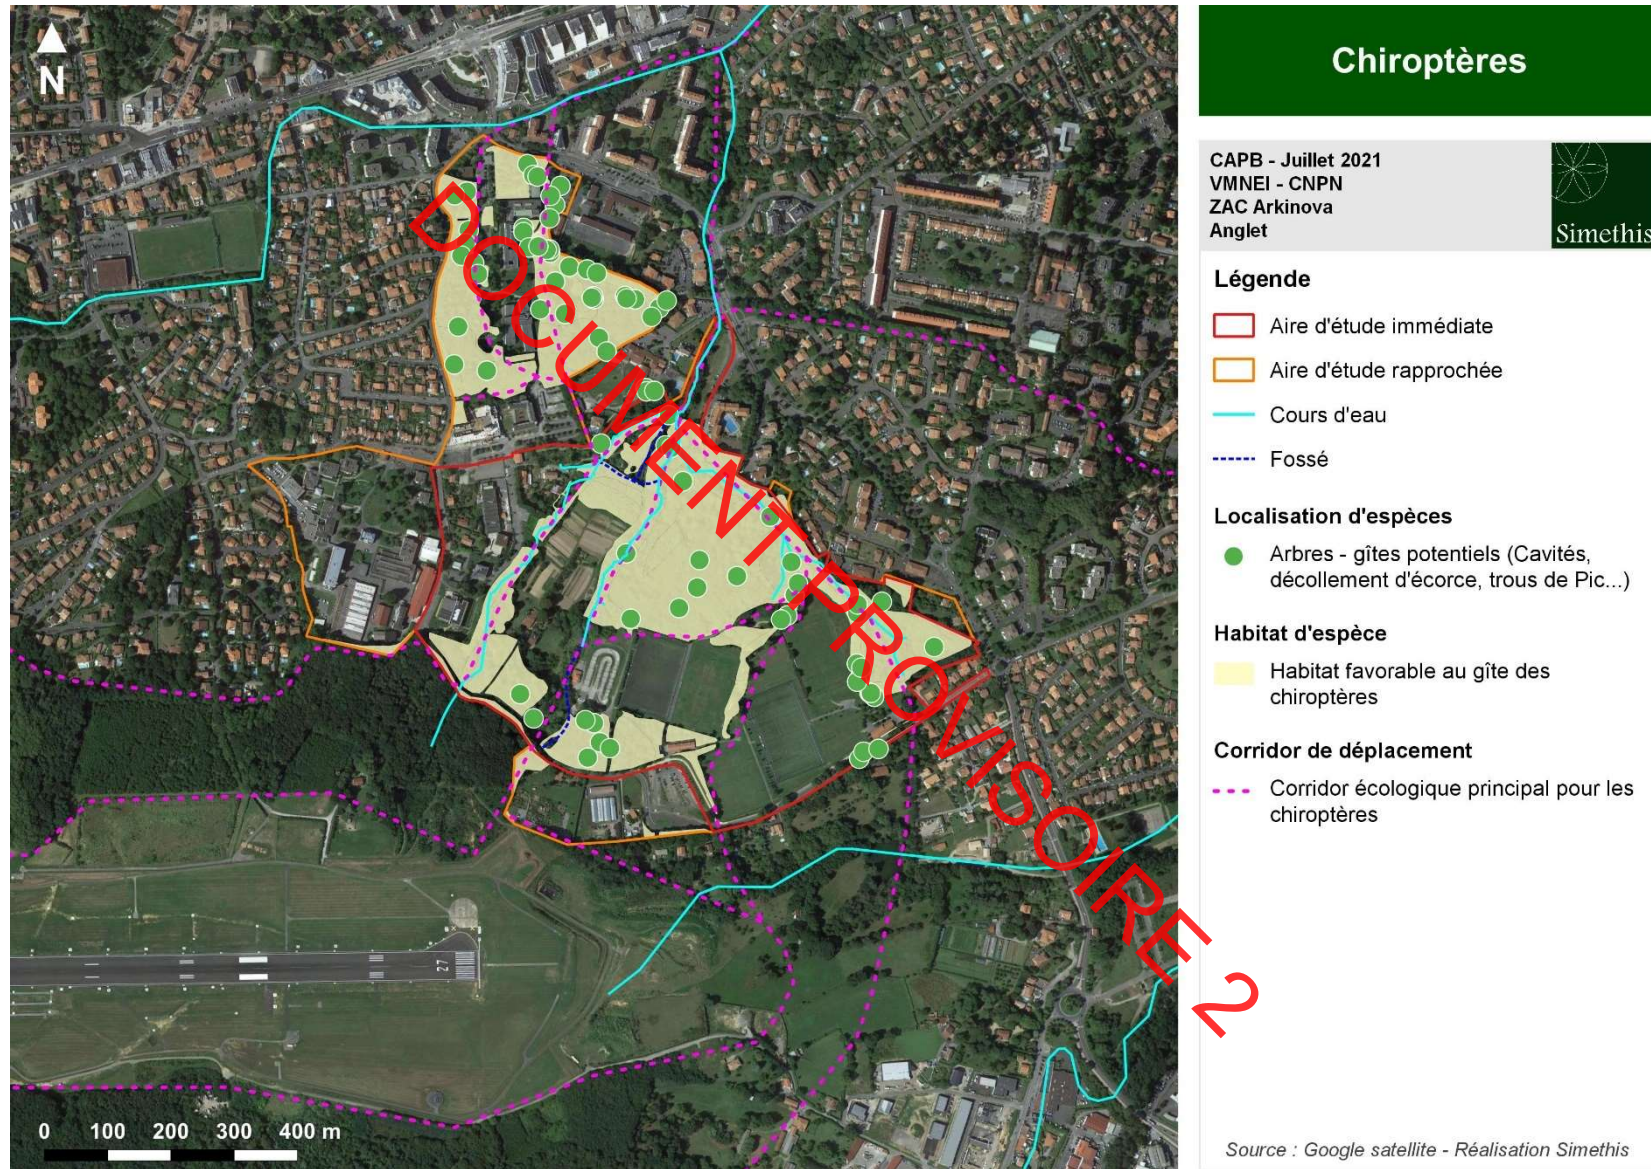 Chiroptères
CAPB - Juillet 2021
VMNEI - CNPN
ZAC Arkinova
Anglet
Simethis
Légende
Aire d'étude immédiate
Aire d'étude rapprochée
Cours d'eau
Fossé
Localisation d'espèces
Arbres - gîtes potentiels (Cavités,
décollement d'écorce, trous de Pic...)
Habitat d'espèce
Habitat favorable au gîte des
chiroptères
Corridor de déplacement
Corridor écologique principal pour les
chiroptères
N
DOCUMENT PROVISOIRE 2
27
0 100 200 300 400 m
Source : Google satellite - Réalisation Simethis